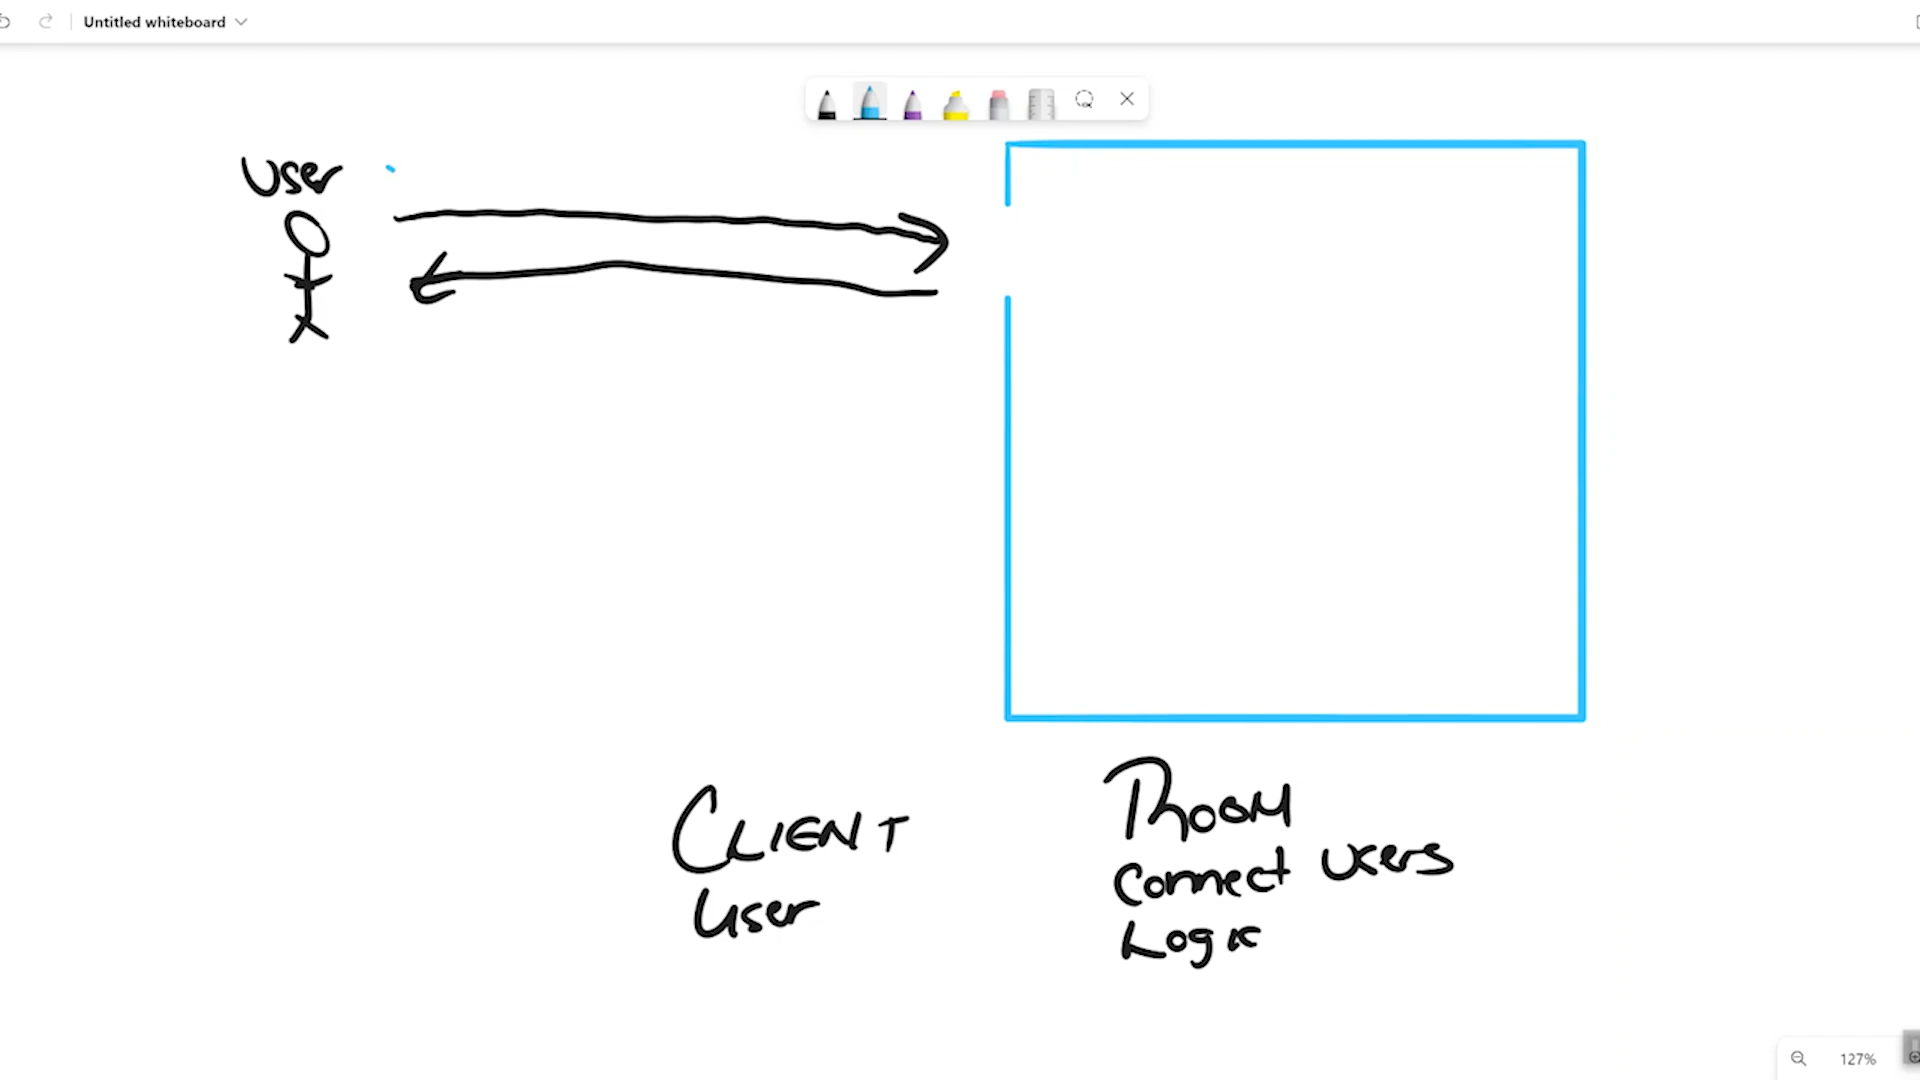 Untitled whiteboard
User
CLIENT
User
ROOM
Connect Users
Logic
127%